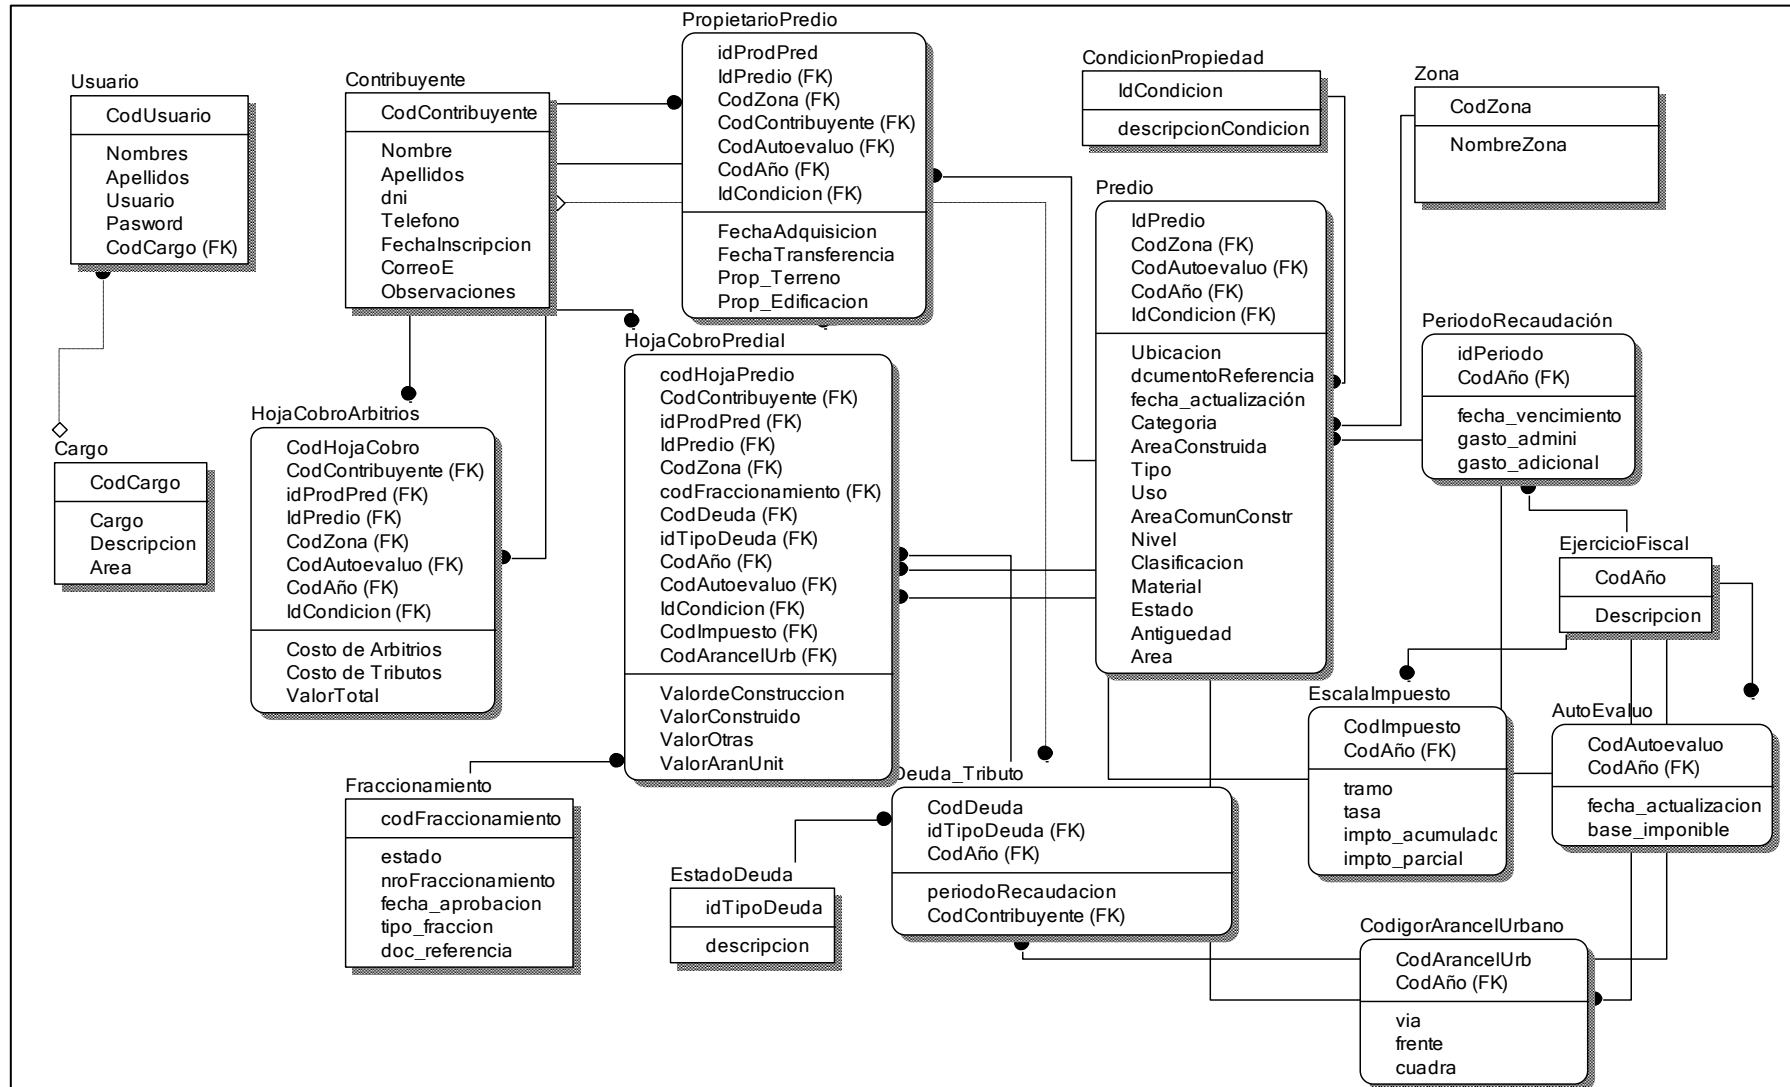 Usuario
CodUsuario
Nombres
Apellidos
Usuario
Pasword
CodCargo (FK)
Cargo
CodCargo
Cargo
Descripcion
Area
Contribuyente
CodContribuyente
Nombre
Apellidos
dni
Telefono
FechaInscripcion
CorreoE
Observaciones
HojaCobroArbitrios
CodHojaCobro
CodContribuyente (FK)
idProdPred (FK)
IdPredio (FK)
CodZona (FK)
CodAutoevaluo (FK)
CodAño (FK)
IdCondicion (FK)
Costo de Arbitrios
Costo de Tributos
ValorTotal
Fraccionamiento
codFraccionamiento
estado
nroFraccionamiento
fecha_aprobacion
tipo_fraccion
doc_referencia
PropietarioPredio
idProdPred
IdPredio (FK)
CodZona (FK)
CodContribuyente (FK)
CodAutoevaluo (FK)
CodAño (FK)
IdCondicion (FK)
FechaAdquisicion
FechaTransferencia
Prop_Terreno
Prop_Edificacion
HojaCobroPredial
codHojaPredio
CodContribuyente (FK)
idProdPred (FK)
IdPredio (FK)
CodZona (FK)
codFraccionamiento (FK)
CodDeuda (FK)
idTipoDeuda (FK)
CodAño (FK)
CodAutoevaluo (FK)
IdCondicion (FK)
CodImpuesto (FK)
CodArancelUrb (FK)
ValordeConstruccion
ValorConstruido
ValorOtras
ValorAranUnit
EstadoDeuda
idTipoDeuda
descripcion
Deuda_Tributo
CodDeuda
idTipoDeuda (FK)
CodAño (FK)
periodoRecaudacion
CodContribuyente (FK)
CondicionPropiedad
IdCondicion
descripcionCondicion
Predio
IdPredio
CodZona (FK)
CodAutoevaluo (FK)
CodAño (FK)
IdCondicion (FK)
Ubicacion
dcumentoReferencia
fecha_actualización
Categoria
AreaConstruida
Tipo
Uso
AreaComunConstr
Nivel
Clasificacion
Material
Estado
Antiguedad
Area
Zona
CodZona
NombreZona
PeriodoRecaudación
idPeriodo
CodAño (FK)
fecha_vencimiento
gasto_admini
gasto_adicional
EjercicioFiscal
CodAño
Descripcion
EscalaImpuesto
CodImpuesto
CodAño (FK)
tramo
tasa
impto_acumulado
impto_parcial
AutoEvaluo
CodAutoevaluo
CodAño (FK)
fecha_actualizacion
base_imponible
CodigorArancelUrbano
CodArancelUrb
CodAño (FK)
via
frente
cuadra